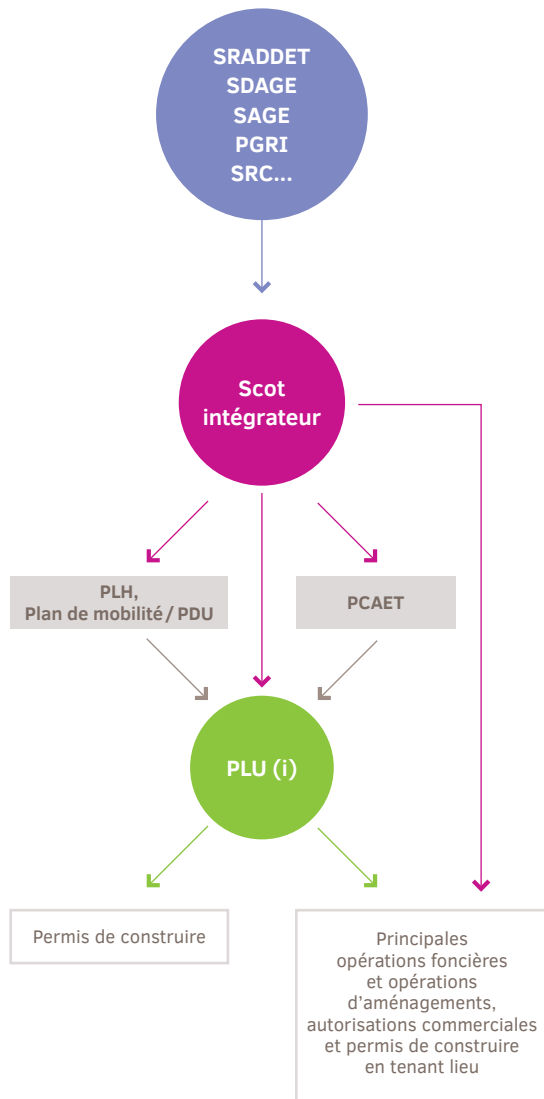 SRADDET
SDAGE
SAGE
PGRI
SRC...
Scot
intégrateur
PLH,
Plan de mobilité / PDU
PCAET
PLU (i)
Permis de construire
Principales
opérations foncières
et opérations
d'aménagements,
autorisations commerciales
et permis de construire
en tenant lieu